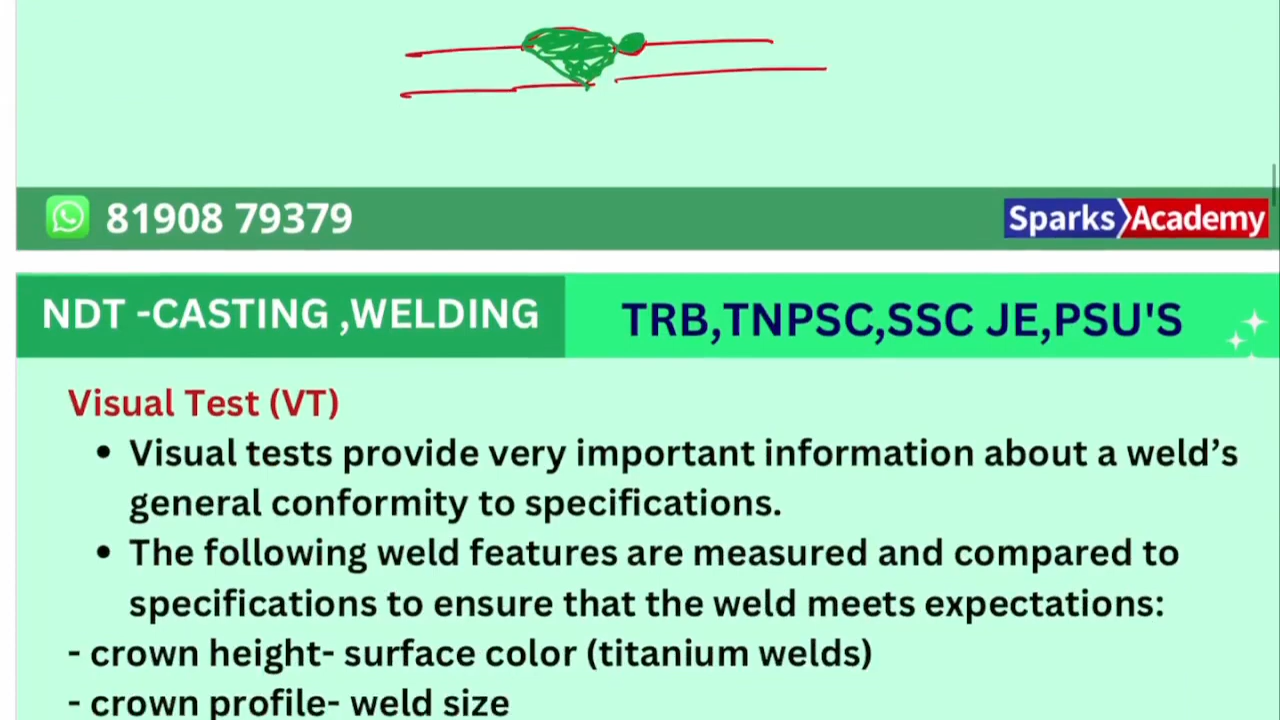 81908 79379
Sparks Academy
NDT -CASTING ,WELDING
TRB,TNPSC,SSC JE,PSU'S
Visual Test (VT)
• Visual tests provide very important information about a weld’s
general conformity to specifications.
• The following weld features are measured and compared to
specifications to ensure that the weld meets expectations:
- crown height- surface color (titanium welds)
- crown profile- weld size